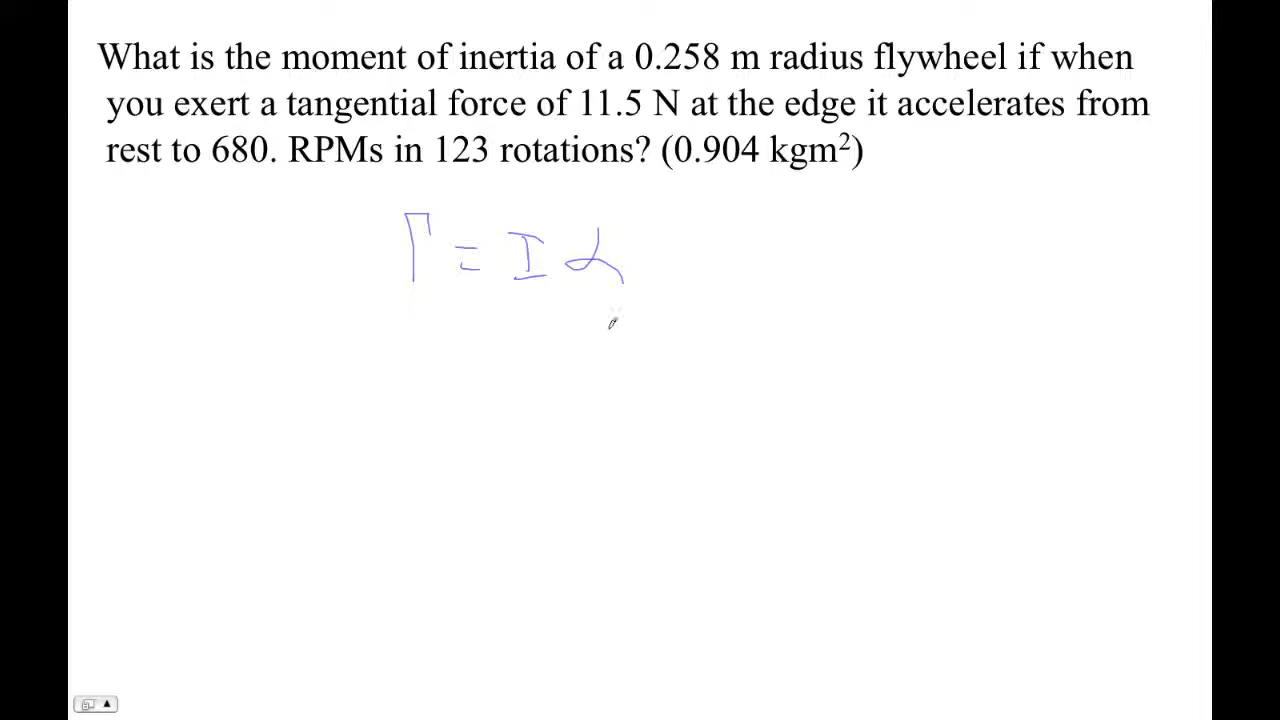 What is the moment of inertia of a 0.258 m radius flywheel if when
you exert a tangential force of 11.5 N at the edge it accelerates from
rest to 680. RPMs in 123 rotations? (0.904 kgm²)
Γ = I α